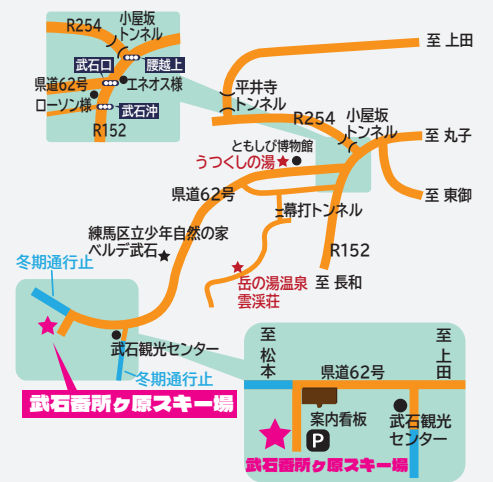 R254
小屋坂
トンネル
武石口
腰越上
県道62号
エネオス様
ローソン様
武石沖
R152
至 上田
平井寺
トンネル
R254
小屋坂
トンネル
至 丸子
ともしび博物館
うつくしの湯
県道62号
至 東御
幕打トンネル
練馬区立少年自然の家
ベルデ武石
R152
冬期通行止
岳の湯温泉
雲渓荘
至 長和
武石観光センター
冬期通行止
武石番所ヶ原スキー場
至 松本
至 上田
県道62号
案内看板
P
武石観光
センター
武石番所ヶ原スキー場